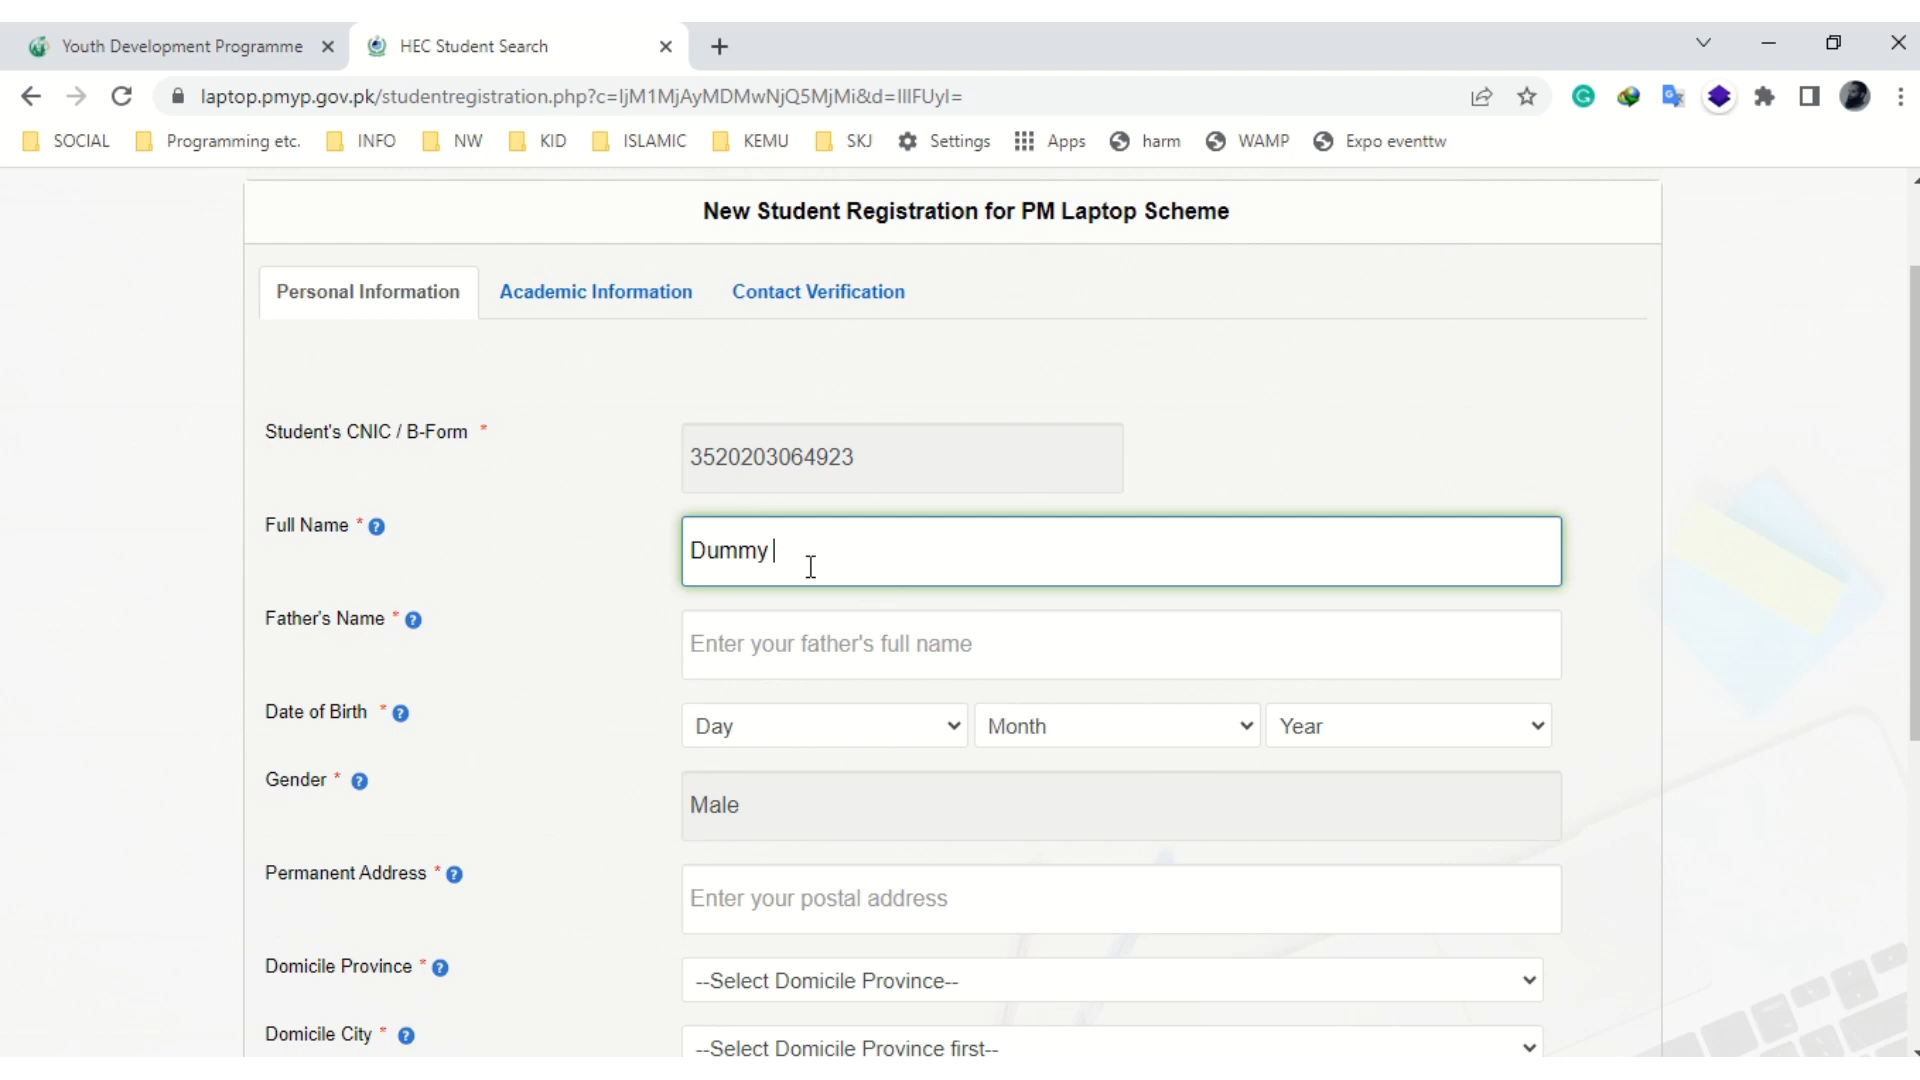 Youth Development Programme
HEC Student Search
laptop.pmyp.gov.pk/studentregistration.php?c=IjM1MjAyMDMwNjQ5MjMi&d=IIIFUyI=
SOCIAL Programming etc. INFO NW KID ISLAMIC KEMU SKJ Settings Apps harm WAMP Expo eventtw
New Student Registration for PM Laptop Scheme
Personal Information Academic Information Contact Verification
Student's CNIC / B-Form *
3520203064923
Full Name *
Dummy
Father's Name *
Enter your father's full name
Date of Birth *
Day Month Year
Gender *
Male
Permanent Address *
Enter your postal address
Domicile Province *
--Select Domicile Province--
Domicile City *
--Select Domicile Province first--